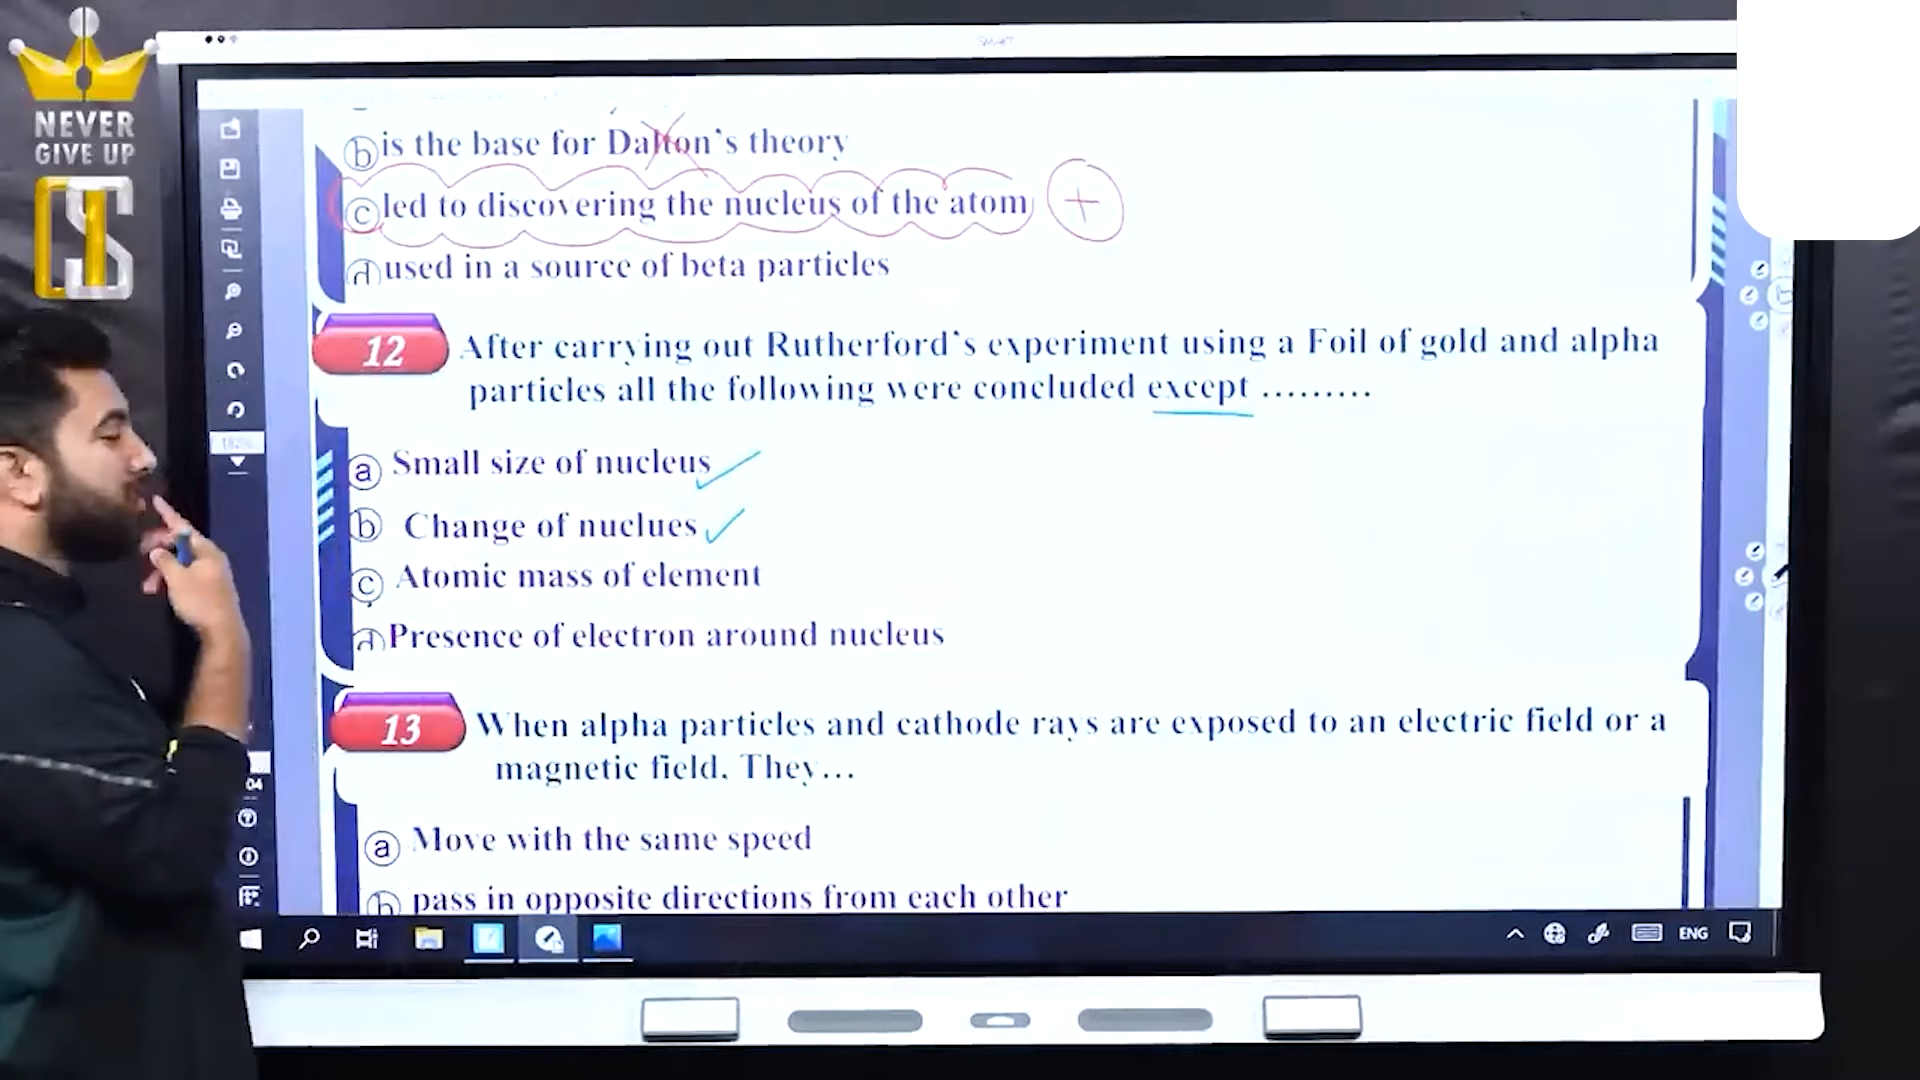 NEVER
GIVE UP
SMART
b is the base for Dalton's theory
c led to discovering the nucleus of the atom
d used in a source of beta particles
12 After carrying out Rutherford's experiment using a Foil of gold and alpha
particles all the following were concluded except .........
a Small size of nucleus
b Change of nuclues
c Atomic mass of element
d Presence of electron around nucleus
13 When alpha particles and cathode rays are exposed to an electric field or a
magnetic field. They...
a Move with the same speed
b pass in opposite directions from each other
04
ENG